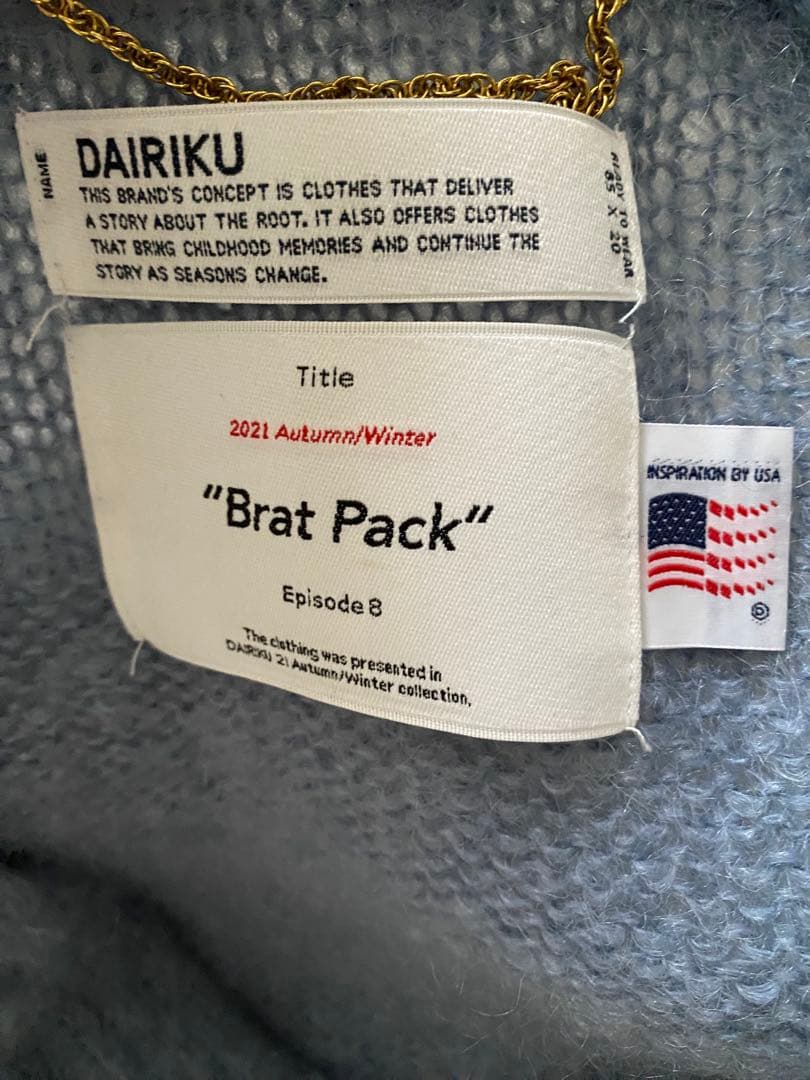 NAME
DAIRIKU
THIS BRAND'S CONCEPT IS CLOTHES THAT DELIVER
A STORY ABOUT THE ROOT. IT ALSO OFFERS CLOTHES
THAT BRING CHILDHOOD MEMORIES AND CONTINUE THE
STORY AS SEASONS CHANGE.
READY TO WEAR
85 X 20
Title
2021 Autumn/Winter
"Brat Pack"
Episode 8
The clothing was presented in
DAIRIKU 21 Autumn/Winter collection.
INSPIRATION BY USA